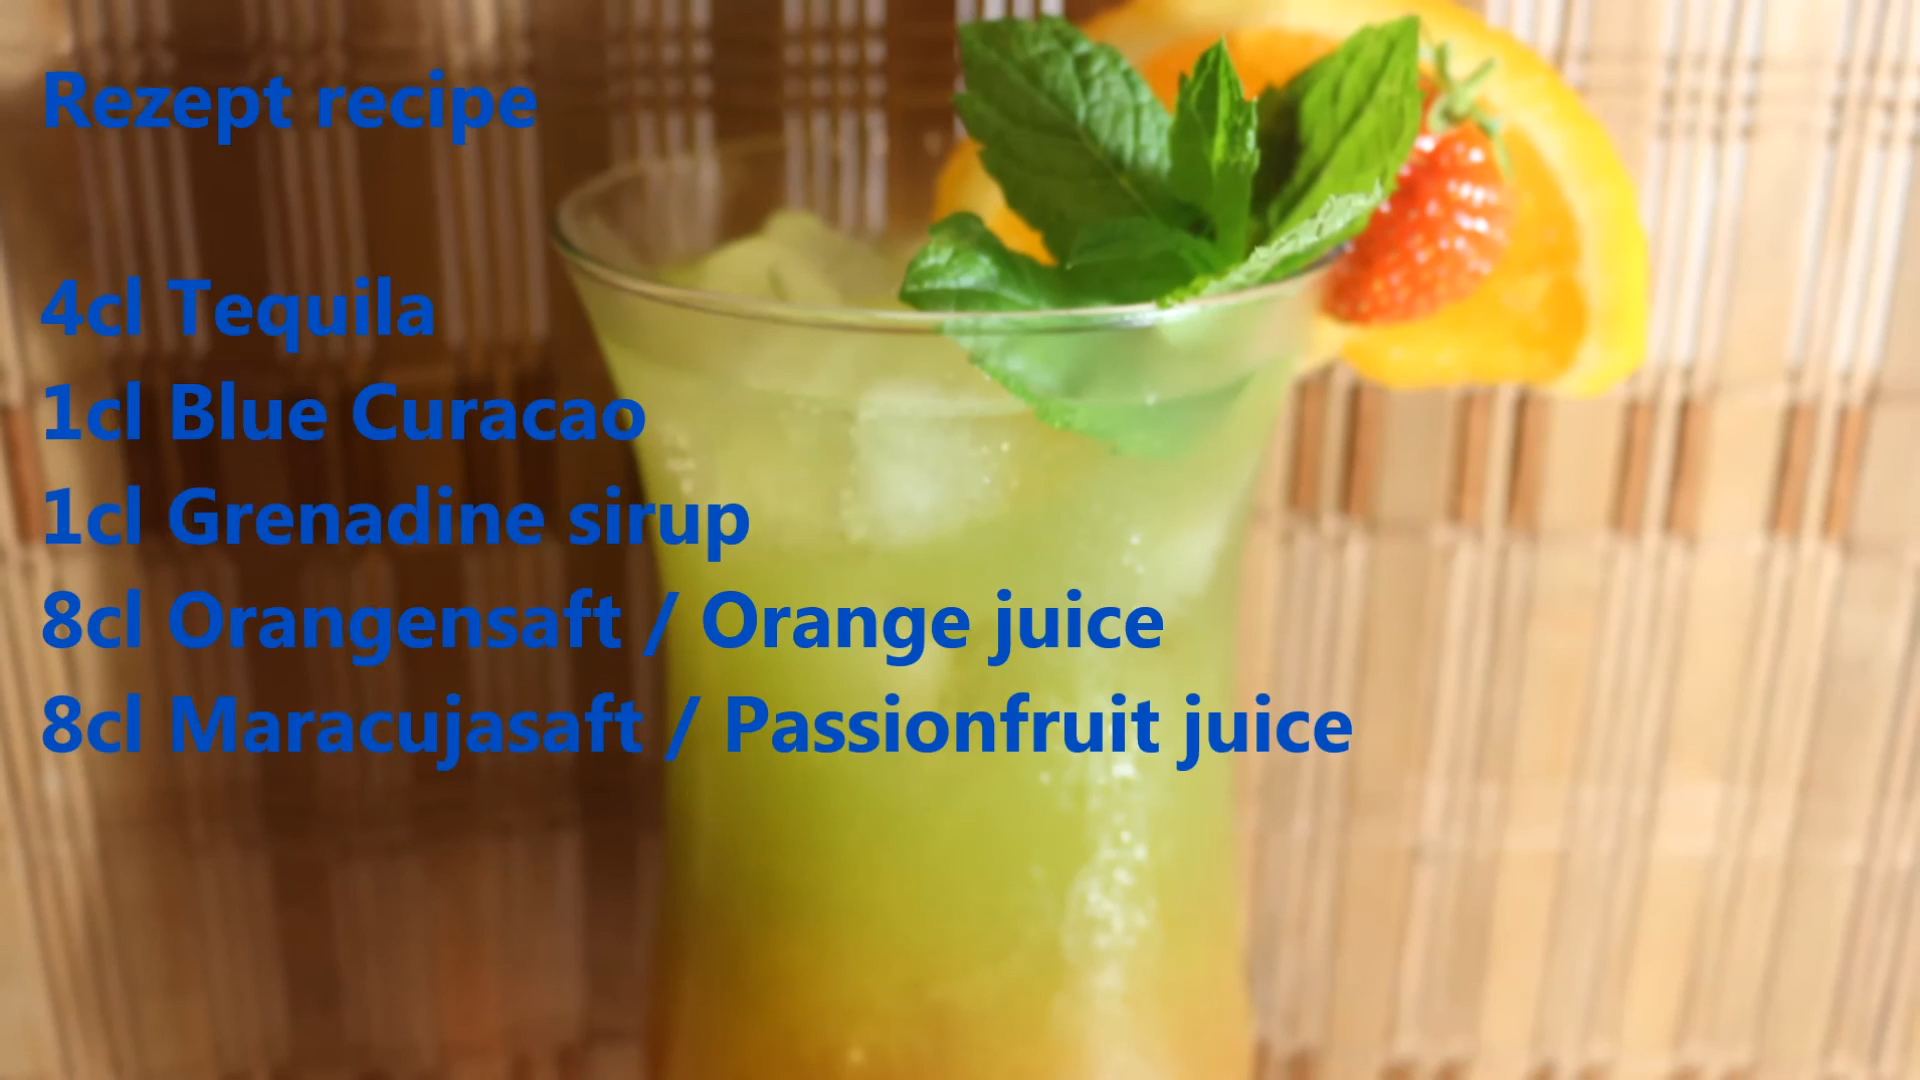 Rezept recipe
4cl Tequila
1cl Blue Curacao
1cl Grenadine sirup
8cl Orangensaft / Orange juice
8cl Maracujasaft / Passionfruit juice